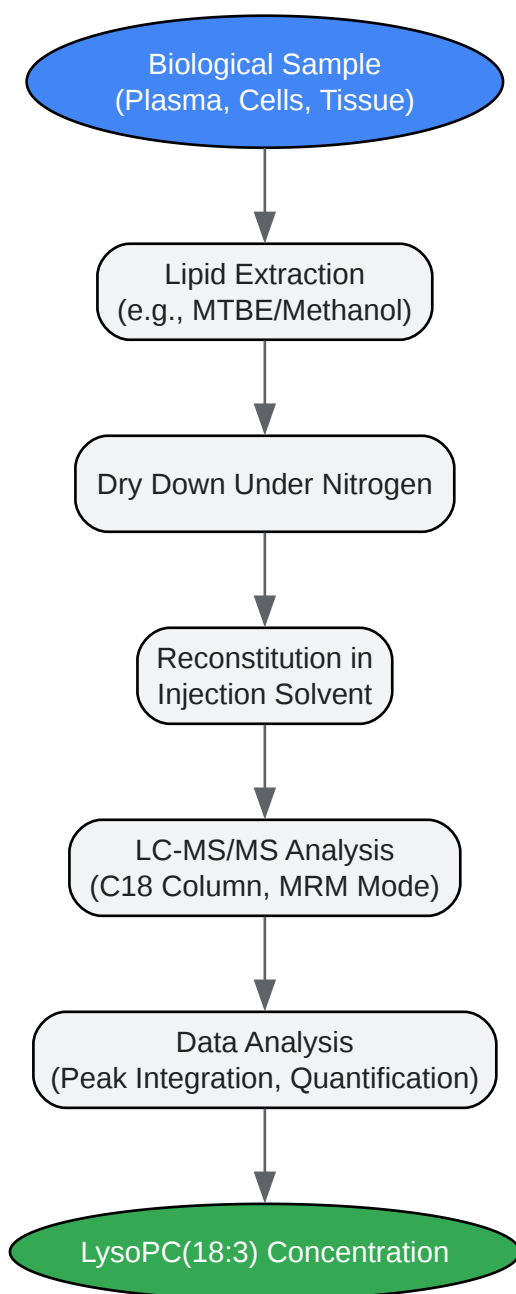 Biological Sample
(Plasma, Cells, Tissue)
Lipid Extraction
(e.g., MTBE/Methanol)
Dry Down Under Nitrogen
Reconstitution in
Injection Solvent
LC-MS/MS Analysis
(C18 Column, MRM Mode)
Data Analysis
(Peak Integration, Quantification)
LysoPC(18:3) Concentration